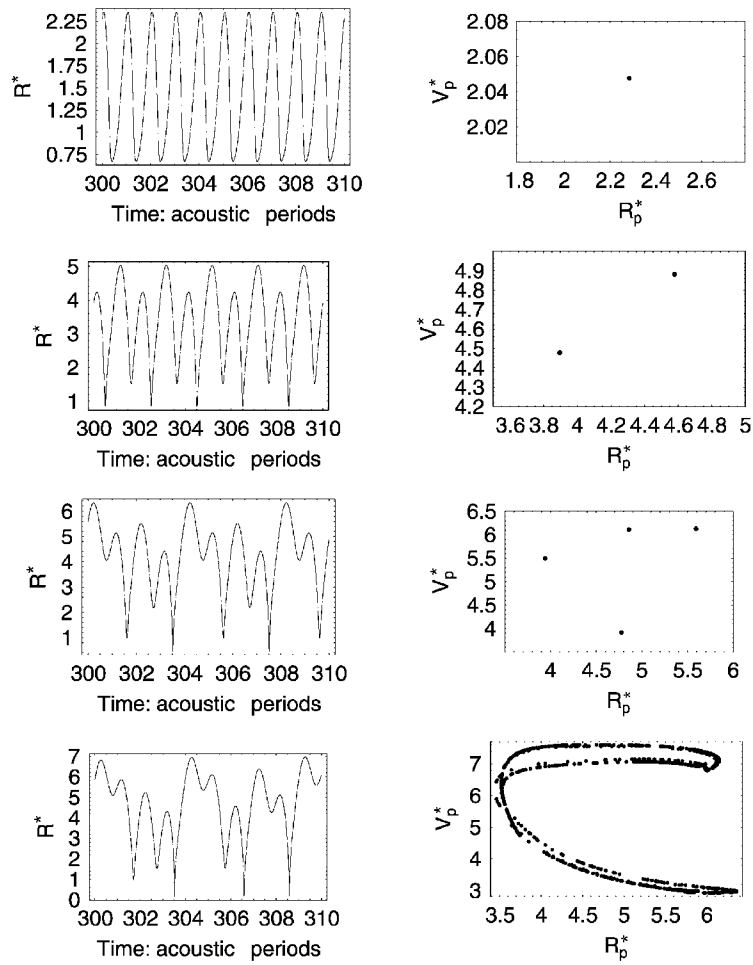 2.25
2
1.75
1.5
1.25
1
0.75
R*
300 302 304 306 308 310
Time: acoustic periods
2.08
2.06
2.04
2.02
V*p
1.8 2 2.2 2.4 2.6
R*p
5
4
3
2
1
R*
300 302 304 306 308 310
Time: acoustic periods
4.9
4.8
4.7
4.6
4.5
4.4
4.3
4.2
V*p
3.6 3.8 4 4.2 4.4 4.6 4.8 5
R*p
6
5
4
3
2
1
R*
300 302 304 306 308 310
Time: acoustic periods
6.5
6
5.5
5
4.5
4
V*p
4 4.5 5 5.5 6
R*p
7
6
5
4
3
2
1
0
R*
300 302 304 306 308 310
Time: acoustic periods
7
6
5
4
3
V*p
3.5 4 4.5 5 5.5 6
R*p